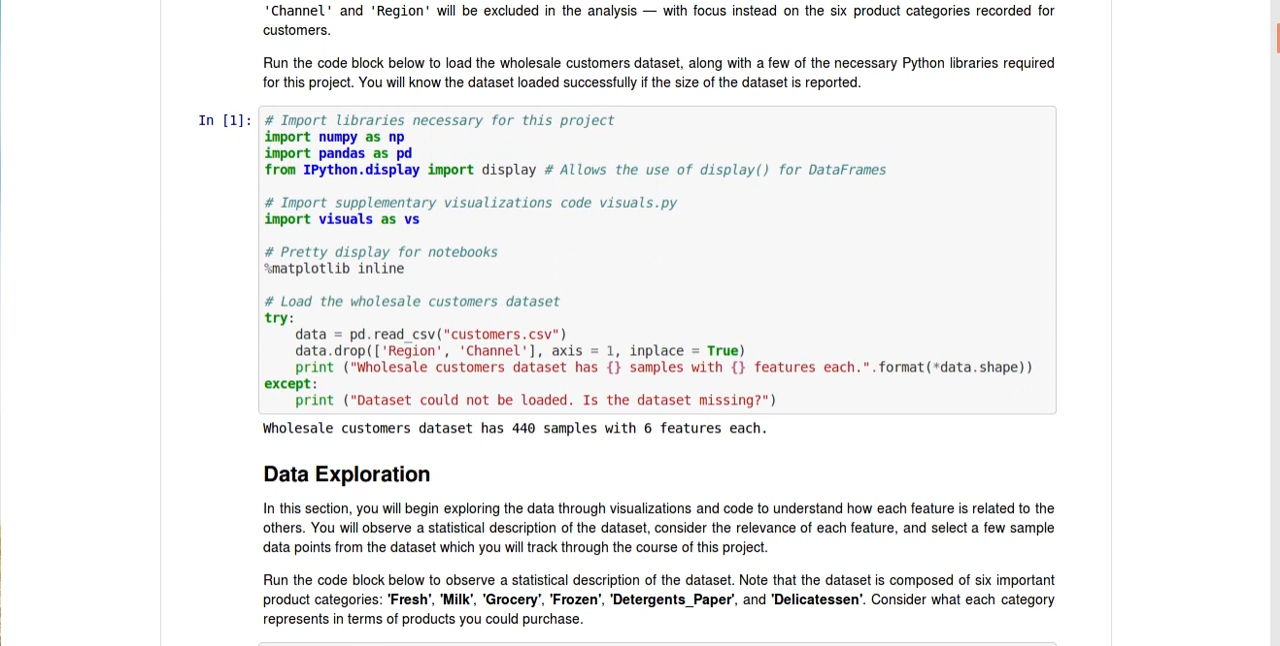 'Channel' and 'Region' will be excluded in the analysis — with focus instead on the six product categories recorded for
customers.
Run the code block below to load the wholesale customers dataset, along with a few of the necessary Python libraries required
for this project. You will know the dataset loaded successfully if the size of the dataset is reported.
In [1]:
# Import libraries necessary for this project
import numpy as np
import pandas as pd
from IPython.display import display # Allows the use of display() for DataFrames
# Import supplementary visualizations code visuals.py
import visuals as vs
# Pretty display for notebooks
%matplotlib inline
# Load the wholesale customers dataset
try:
    data = pd.read_csv("customers.csv")
    data.drop(['Region', 'Channel'], axis = 1, inplace = True)
    print ("Wholesale customers dataset has {} samples with {} features each.".format(*data.shape))
except:
    print ("Dataset could not be loaded. Is the dataset missing?")
Wholesale customers dataset has 440 samples with 6 features each.
Data Exploration
In this section, you will begin exploring the data through visualizations and code to understand how each feature is related to the
others. You will observe a statistical description of the dataset, consider the relevance of each feature, and select a few sample
data points from the dataset which you will track through the course of this project.
Run the code block below to observe a statistical description of the dataset. Note that the dataset is composed of six important
product categories: 'Fresh', 'Milk', 'Grocery', 'Frozen', 'Detergents_Paper', and 'Delicatessen'. Consider what each category
represents in terms of products you could purchase.